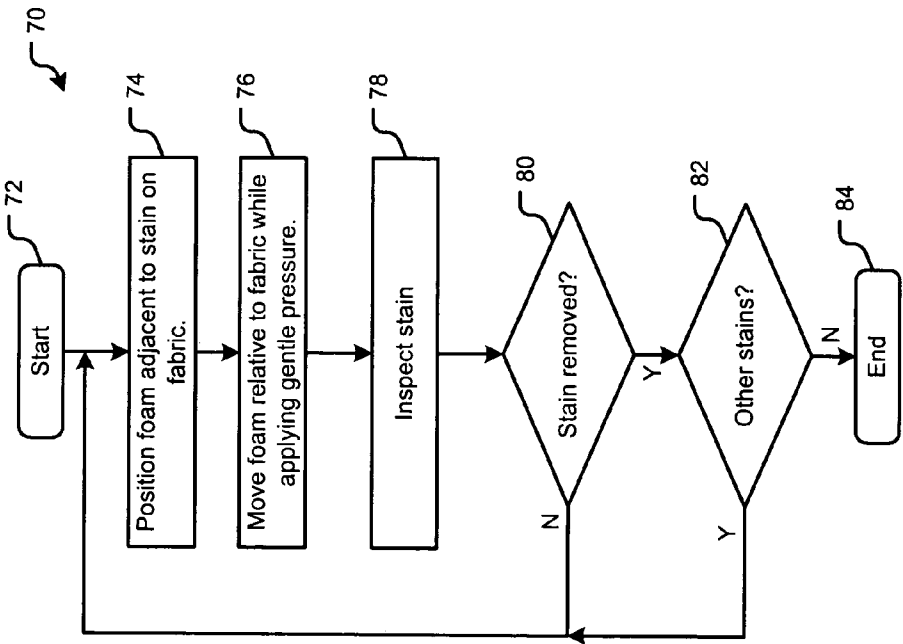 70
72
Start
74
Position foam adjacent to stain on
fabric.
76
Move foam relative to fabric while
applying gentle pressure.
78
Inspect stain
80
Stain removed?
N
Y
82
Other stains?
Y
N
84
End